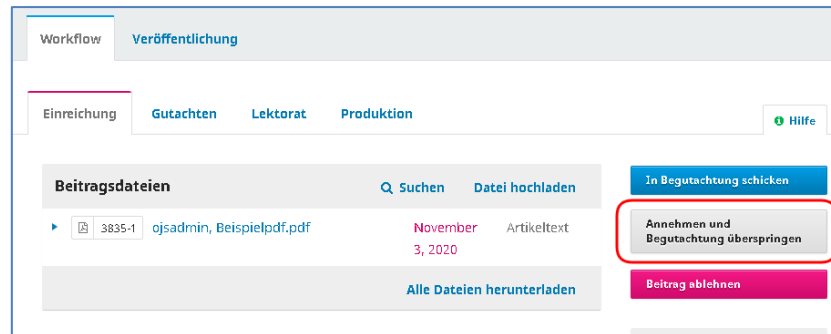 Workflow Veröffentlichung
Einreichung Gutachten Lektorat Produktion
Hilfe
Beitragsdateien Suchen Datei hochladen
In Begutachtung schicken
3835-1 ojsadmin, Beispielpdf.pdf November Artikeltext
3, 2020
Annehmen und
Begutachtung überspringen
Alle Dateien herunterladen
Beitrag ablehnen